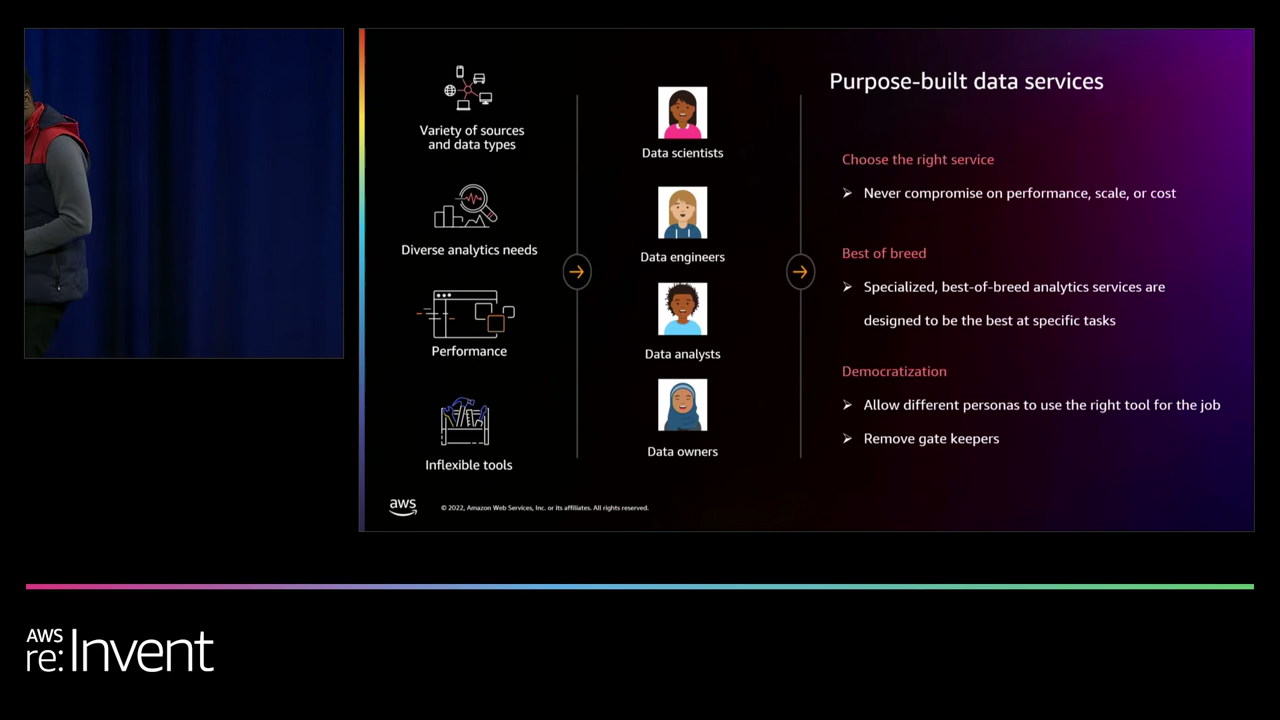 Purpose-built data services
Variety of sources
and data types
Diverse analytics needs
Performance
Inflexible tools
Data scientists
Data engineers
Data analysts
Data owners
Choose the right service
➢ Never compromise on performance, scale, or cost
Best of breed
➢ Specialized, best-of-breed analytics services are
designed to be the best at specific tasks
Democratization
➢ Allow different personas to use the right tool for the job
➢ Remove gate keepers
aws
© 2022, Amazon Web Services, Inc. or its affiliates. All rights reserved.
AWS
re:Invent